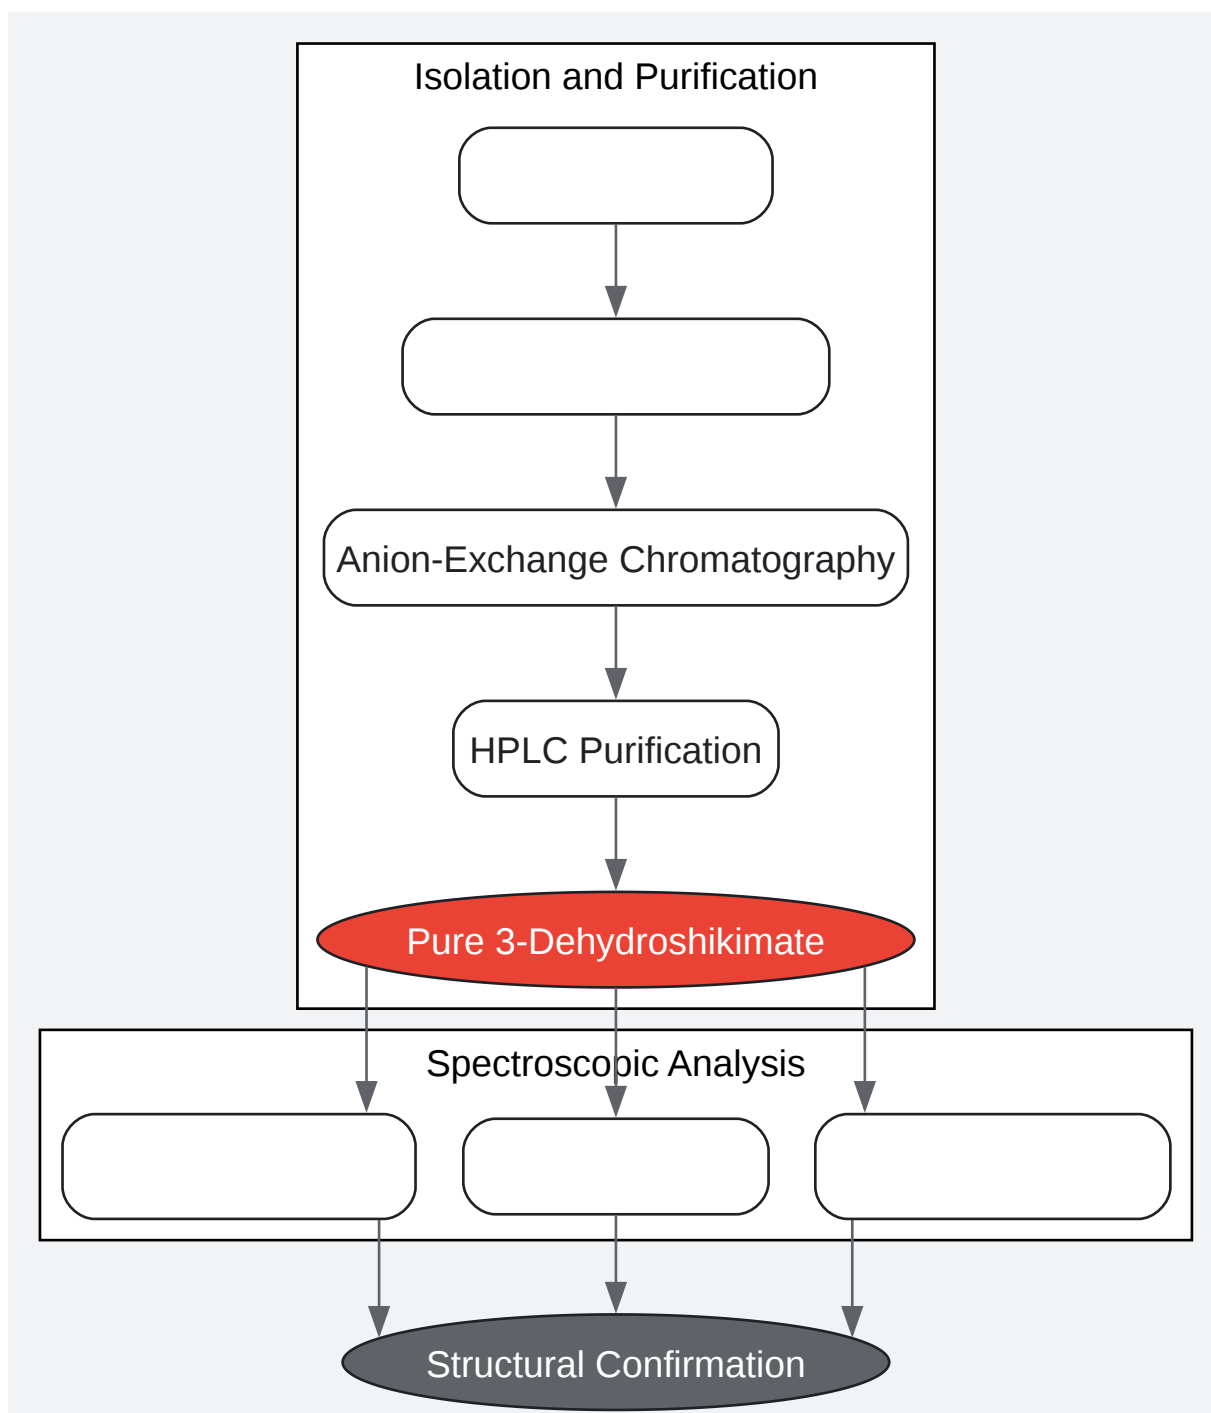 Isolation and Purification
Anion-Exchange Chromatography
HPLC Purification
Pure 3-Dehydroshikimate
Spectroscopic Analysis
Structural Confirmation